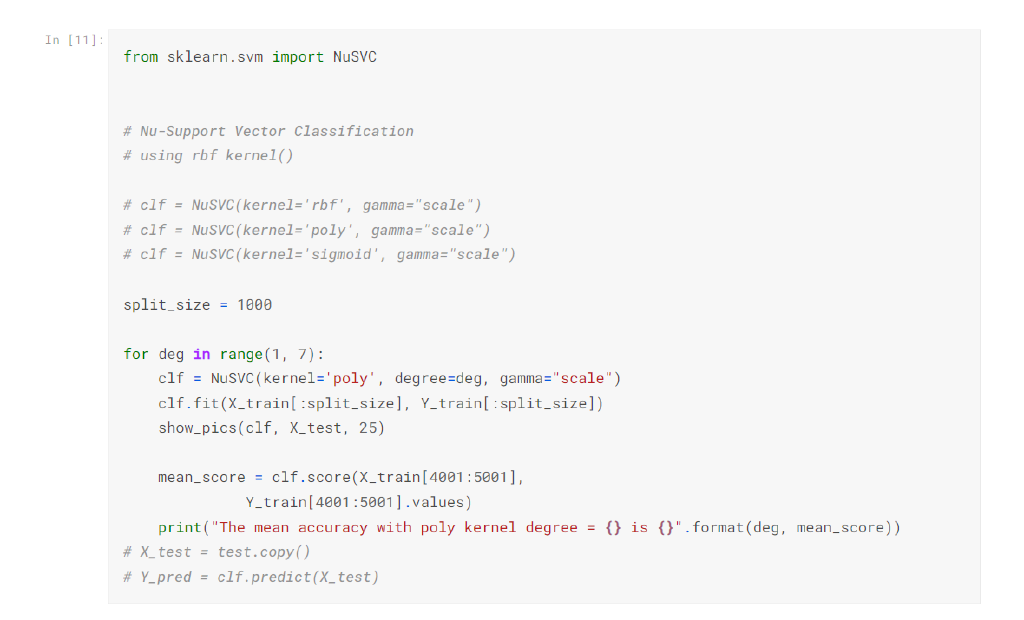 In [11]:
from sklearn.svm import NuSVC
# Nu-Support Vector Classification
# using rbf kernel()
# clf = NuSVC(kernel='rbf', gamma="scale")
# clf = NuSVC(kernel='poly', gamma="scale")
# clf = NuSVC(kernel='sigmoid', gamma="scale")
split_size = 1000
for deg in range(1, 7):
    clf = NuSVC(kernel='poly', degree=deg, gamma="scale")
    clf.fit(X_train[:split_size], Y_train[:split_size])
    show_pics(clf, X_test, 25)
    mean_score = clf.score(X_train[4001:5001],
              Y_train[4001:5001].values)
    print("The mean accuracy with poly kernel degree = {} is {}".format(deg, mean_score))
# X_test = test.copy()
# Y_pred = clf.predict(X_test)